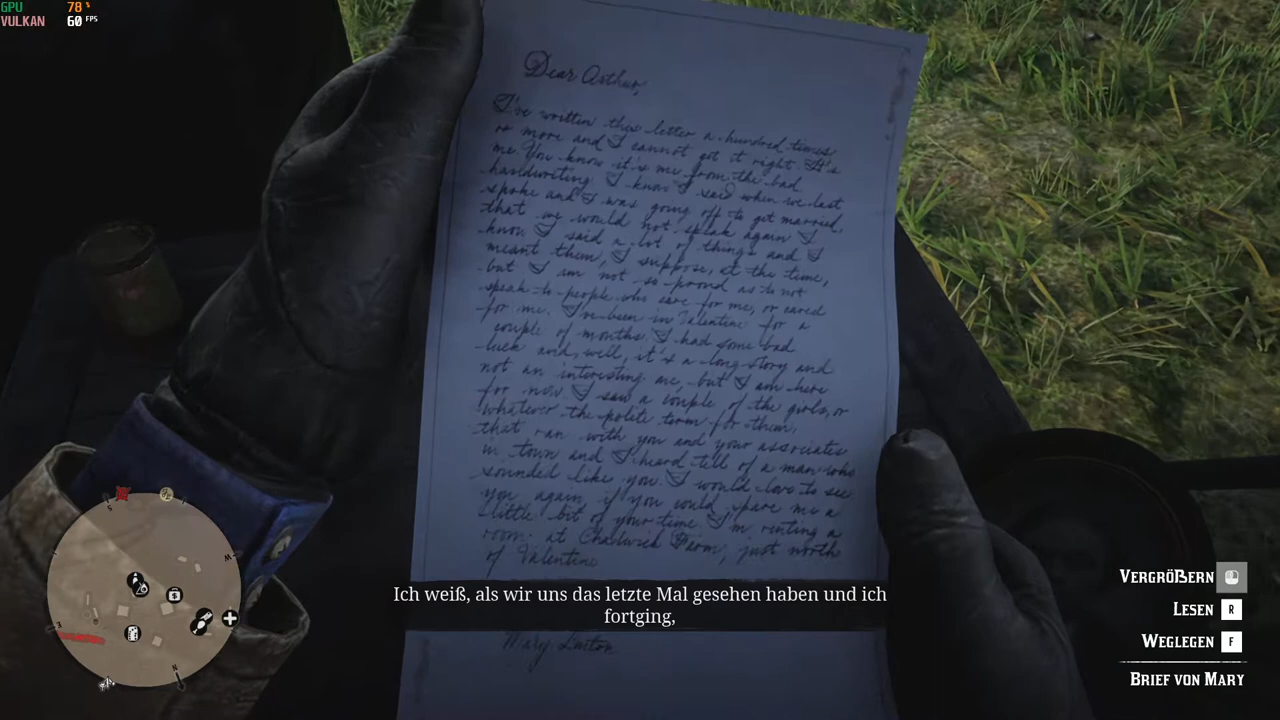 GPU 78 %
VULKAN 60 FPS
Dear Arthur,
I've written this letter a hundred times
or more and I cannot get it right. It's
me. You know it's me from the bad
handwriting. I know I said when we last
spoke and I was going off to get married,
that we would not speak again. I
know I said a lot of things and I
meant them, I suppose, at the time,
but I am not so proud as to not
speak to people who care for me, or cared
for me. I've been in Valentine for a
couple of months. I had some bad
luck and, well, it's a long story and
not an interesting one, but I am here
for now. I saw a couple of the girls, or
whatever the polite term for them,
that ran with you and your associates
in town and I heard tell of a man who
sounded like you. I would love to see
you again, if you could spare me a
little bit of your time. I'm renting a
room at Chadwick Farm, just north
of Valentine
Ich weiß, als wir uns das letzte Mal gesehen haben und ich
fortging,
Mary Linton
S
W
E
N
VERGRÖẞERN
LESEN R
WEGLEGEN F
BRIEF VON MARY